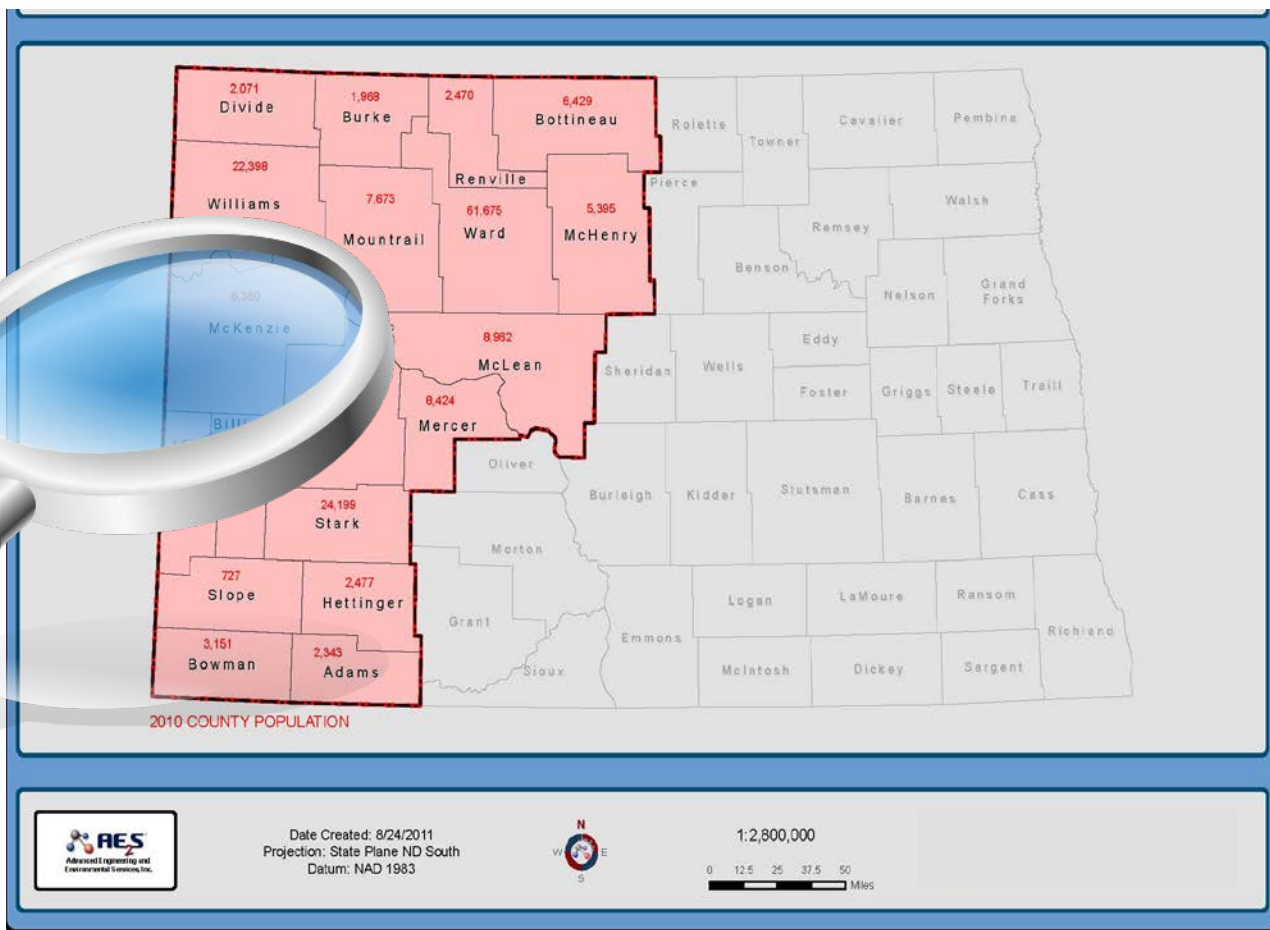 2,071
Divide
1,968
Burke
2,470
Renville
6,429
Bottineau
Rolette
Towner
Cavalier
Pembina
22,398
Williams
7,673
Mountrail
61,675
Ward
5,395
McHenry
Pierce
Benson
Ramsey
Walsh
Nelson
Grand
Forks
6,360
McKenzie
8,962
McLean
Sheridan
Wells
Eddy
Foster
Griggs
Steele
Traill
8,424
Mercer
Oliver
Burleigh
Kidder
Stutsman
Barnes
Cass
24,199
Stark
Morton
727
Slope
2,477
Hettinger
Grant
Emmons
Logan
LaMoure
Ransom
Richland
3,151
Bowman
2,343
Adams
Sioux
McIntosh
Dickey
Sargent
2010 COUNTY POPULATION
AE2S
Advanced Engineering and
Environmental Services, Inc.
Date Created: 8/24/2011
Projection: State Plane ND South
Datum: NAD 1983
N
W E
S
1:2,800,000
0 12.5 25 37.5 50
Miles